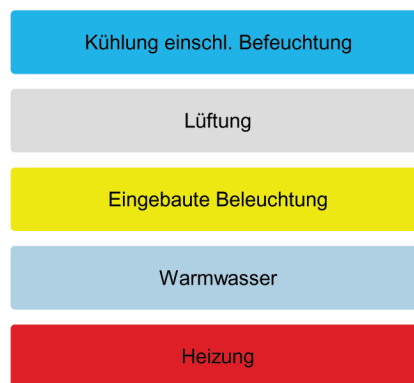 Kühlung einschl. Befeuchtung
Lüftung
Eingebaute Beleuchtung
Warmwasser
Heizung